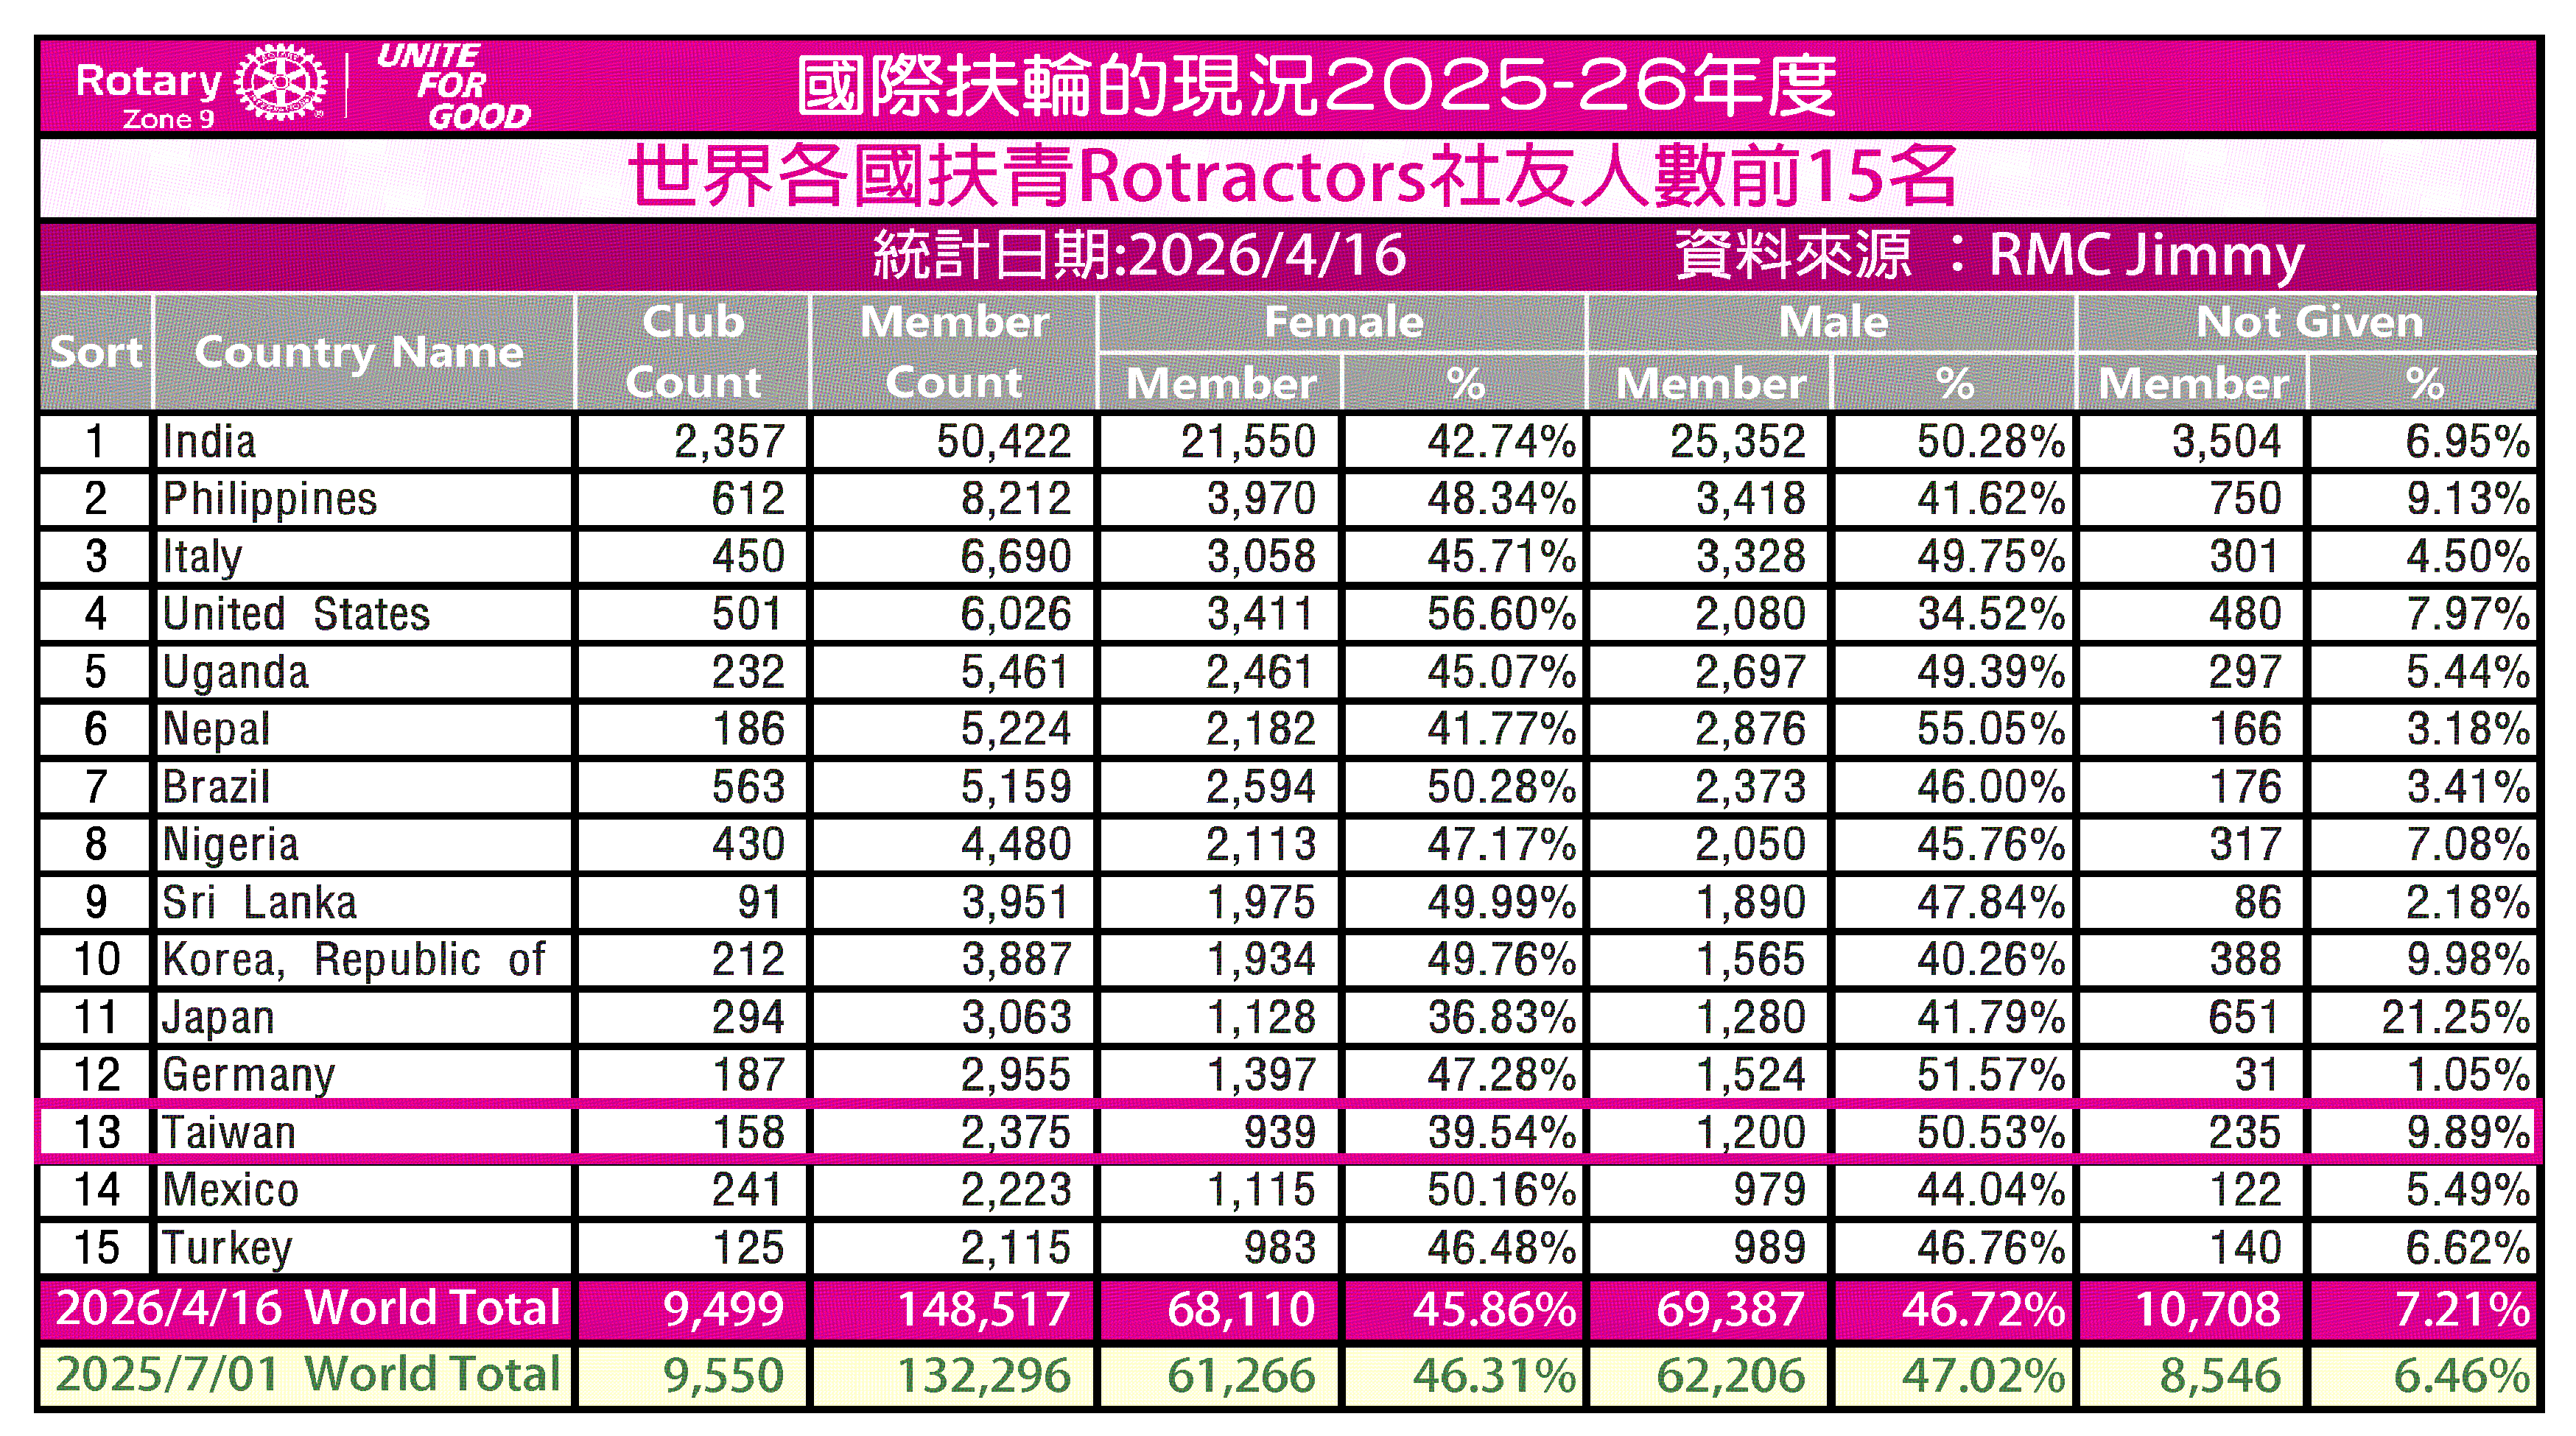 Rotary
Zone 9
UNITE
FOR
GOOD
國際扶輪的現況2025-26年度
世界各國扶青Rotractors社友人數前15名
統計日期:2026/4/16 資料來源 ：RMC Jimmy
Sort Country Name Club Count Member Count Female Male Not Given
Member % Member % Member %
1 India 2,357 50,422 21,550 42.74% 25,352 50.28% 3,504 6.95%
2 Philippines 612 8,212 3,970 48.34% 3,418 41.62% 750 9.13%
3 Italy 450 6,690 3,058 45.71% 3,328 49.75% 301 4.50%
4 United States 501 6,026 3,411 56.60% 2,080 34.52% 480 7.97%
5 Uganda 232 5,461 2,461 45.07% 2,697 49.39% 297 5.44%
6 Nepal 186 5,224 2,182 41.77% 2,876 55.05% 166 3.18%
7 Brazil 563 5,159 2,594 50.28% 2,373 46.00% 176 3.41%
8 Nigeria 430 4,480 2,113 47.17% 2,050 45.76% 317 7.08%
9 Sri Lanka 91 3,951 1,975 49.99% 1,890 47.84% 86 2.18%
10 Korea, Republic of 212 3,887 1,934 49.76% 1,565 40.26% 388 9.98%
11 Japan 294 3,063 1,128 36.83% 1,280 41.79% 651 21.25%
12 Germany 187 2,955 1,397 47.28% 1,524 51.57% 31 1.05%
13 Taiwan 158 2,375 939 39.54% 1,200 50.53% 235 9.89%
14 Mexico 241 2,223 1,115 50.16% 979 44.04% 122 5.49%
15 Turkey 125 2,115 983 46.48% 989 46.76% 140 6.62%
2026/4/16 World Total 9,499 148,517 68,110 45.86% 69,387 46.72% 10,708 7.21%
2025/7/01 World Total 9,550 132,296 61,266 46.31% 62,206 47.02% 8,546 6.46%